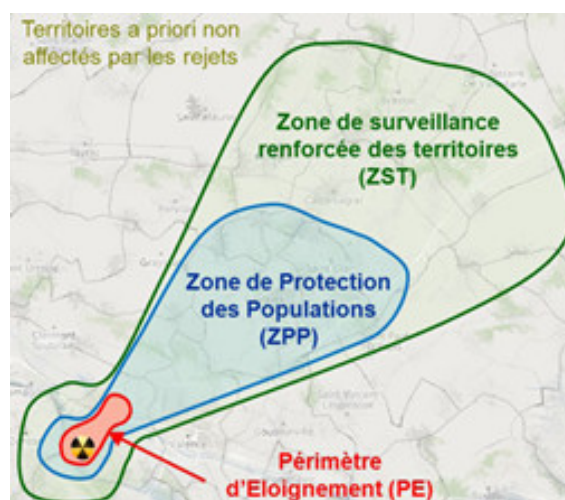 Territoires a priori non
affectés par les rejets
Zone de surveillance
renforcée des territoires
(ZST)
Zone de Protection
des Populations
(ZPP)
Périmètre
d'Eloignement (PE)